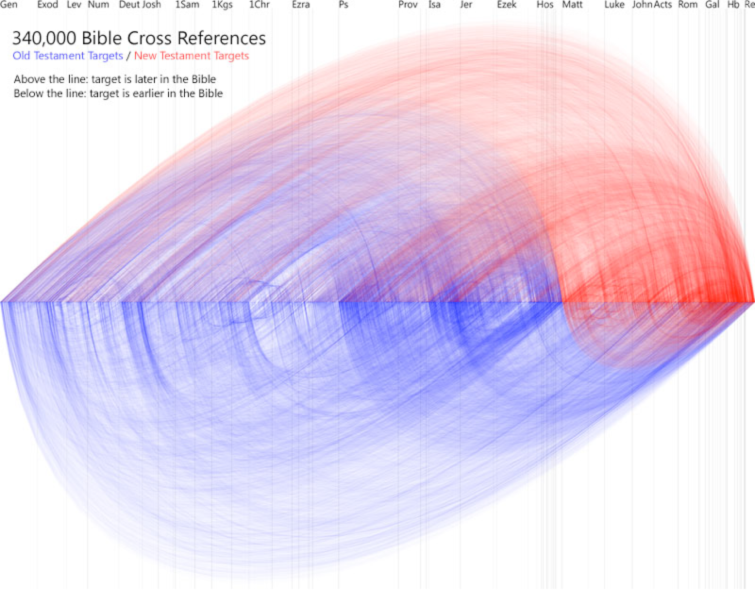 Gen Exod Lev Num Deut Josh 1Sam 1Kgs 1Chr Ezra Ps Prov Isa Jer Ezek Hos Matt Luke John Acts Rom Gal Hb Re
340,000 Bible Cross References
Old Testament Targets / New Testament Targets
Above the line: target is later in the Bible
Below the line: target is earlier in the Bible